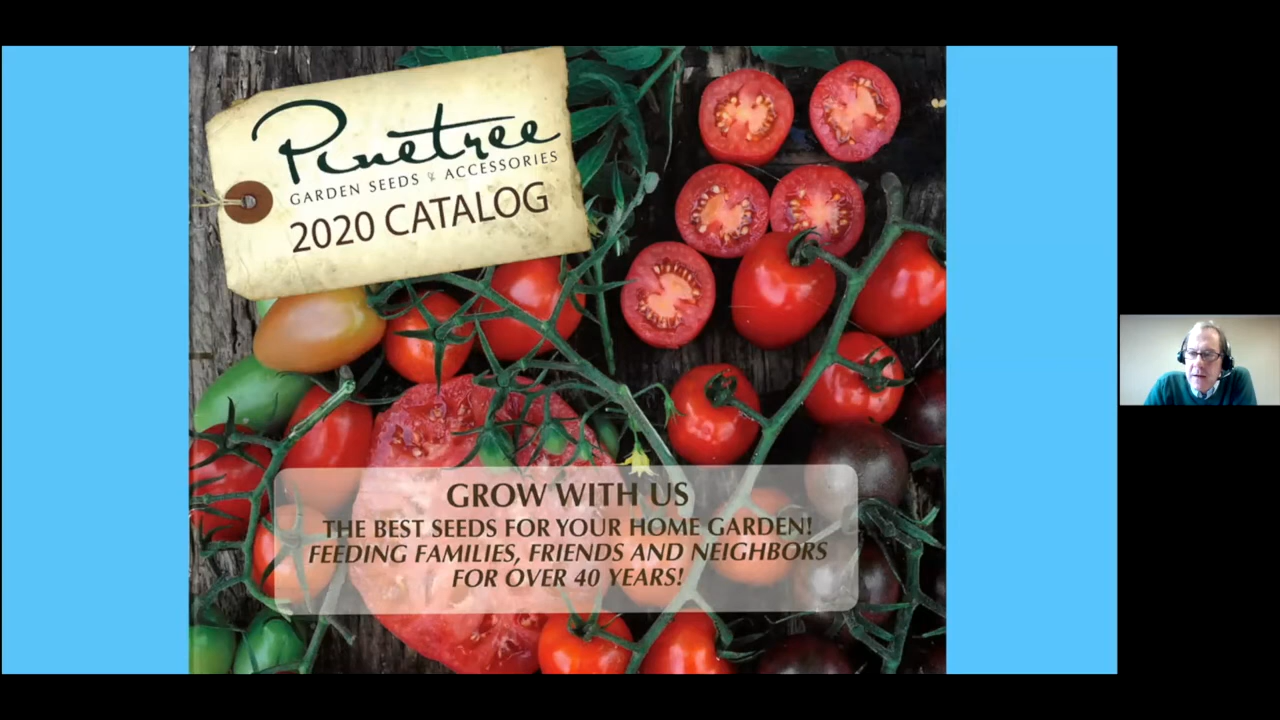 Pinetree
GARDEN SEEDS & ACCESSORIES
2020 CATALOG
GROW WITH US
THE BEST SEEDS FOR YOUR HOME GARDEN!
FEEDING FAMILIES, FRIENDS AND NEIGHBORS
FOR OVER 40 YEARS!